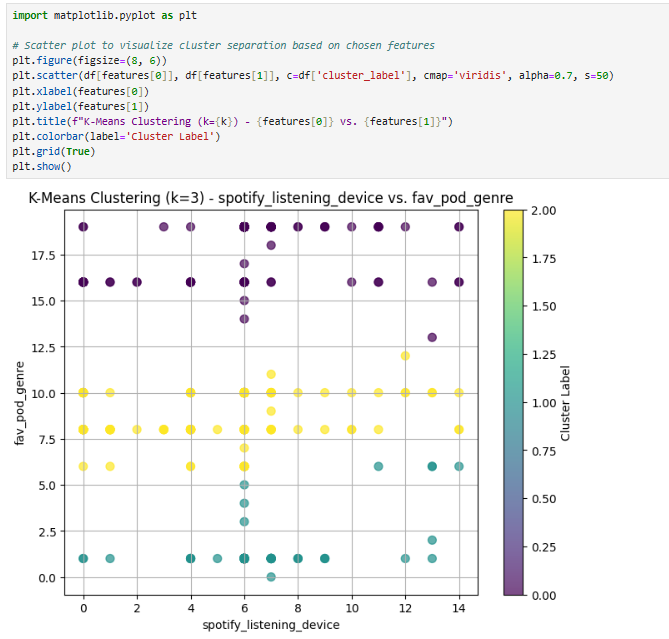 import matplotlib.pyplot as plt
# Scatter plot to visualize cluster separation based on chosen features
plt.figure(figsize=(8, 6))
plt.scatter(df[features[0]], df[features[1]], c=df['cluster_label'], cmap='viridis', alpha=0.7, s=50)
plt.xlabel(features[0])
plt.ylabel(features[1])
plt.title(f"K-Means Clustering (k={k}) - {features[0]} vs. {features[1]}")
plt.colorbar(label='Cluster Label')
plt.grid(True)
plt.show()
K-Means Clustering (k=3) - spotify_listening_device vs. fav_pod_genre
17.5
15.0
12.5
10.0
7.5
5.0
2.5
0.0
fav_pod_genre
0 2 4 6 8 10 12 14
spotify_listening_device
2.00
1.75
1.50
1.25
1.00
0.75
0.50
0.25
0.00
Cluster Label